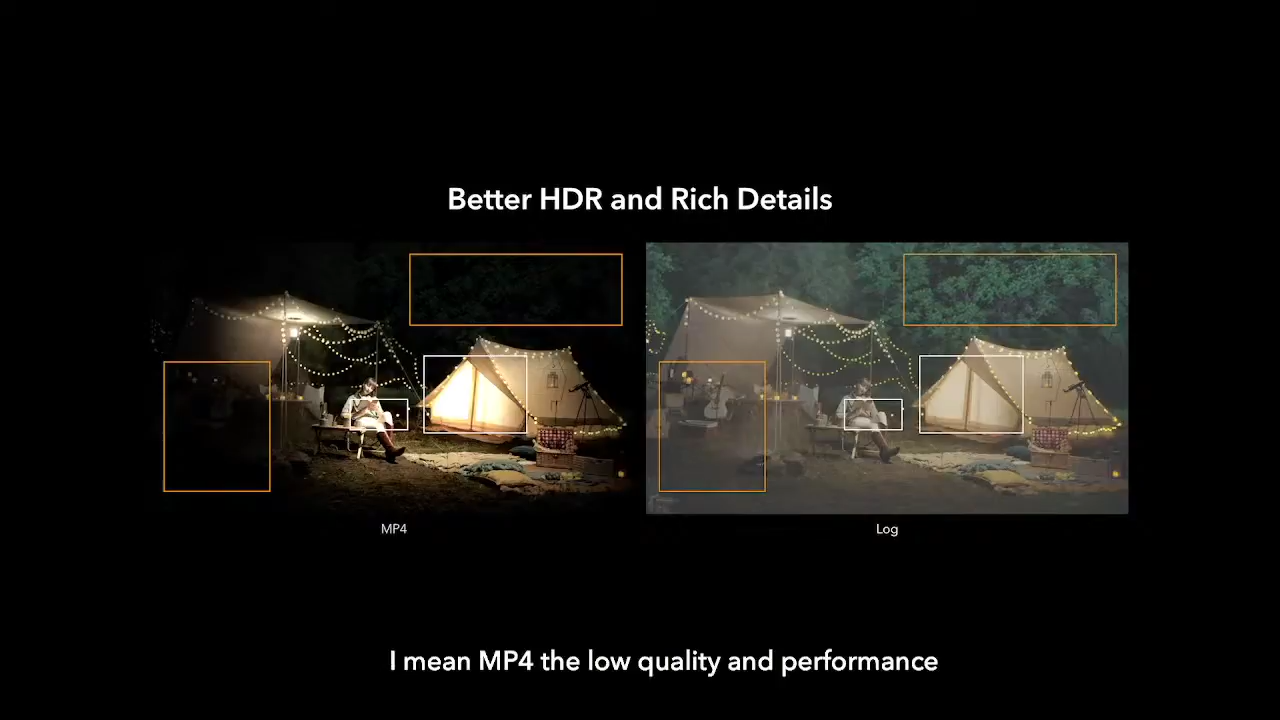 Better HDR and Rich Details
MP4
Log
I mean MP4 the low quality and performance